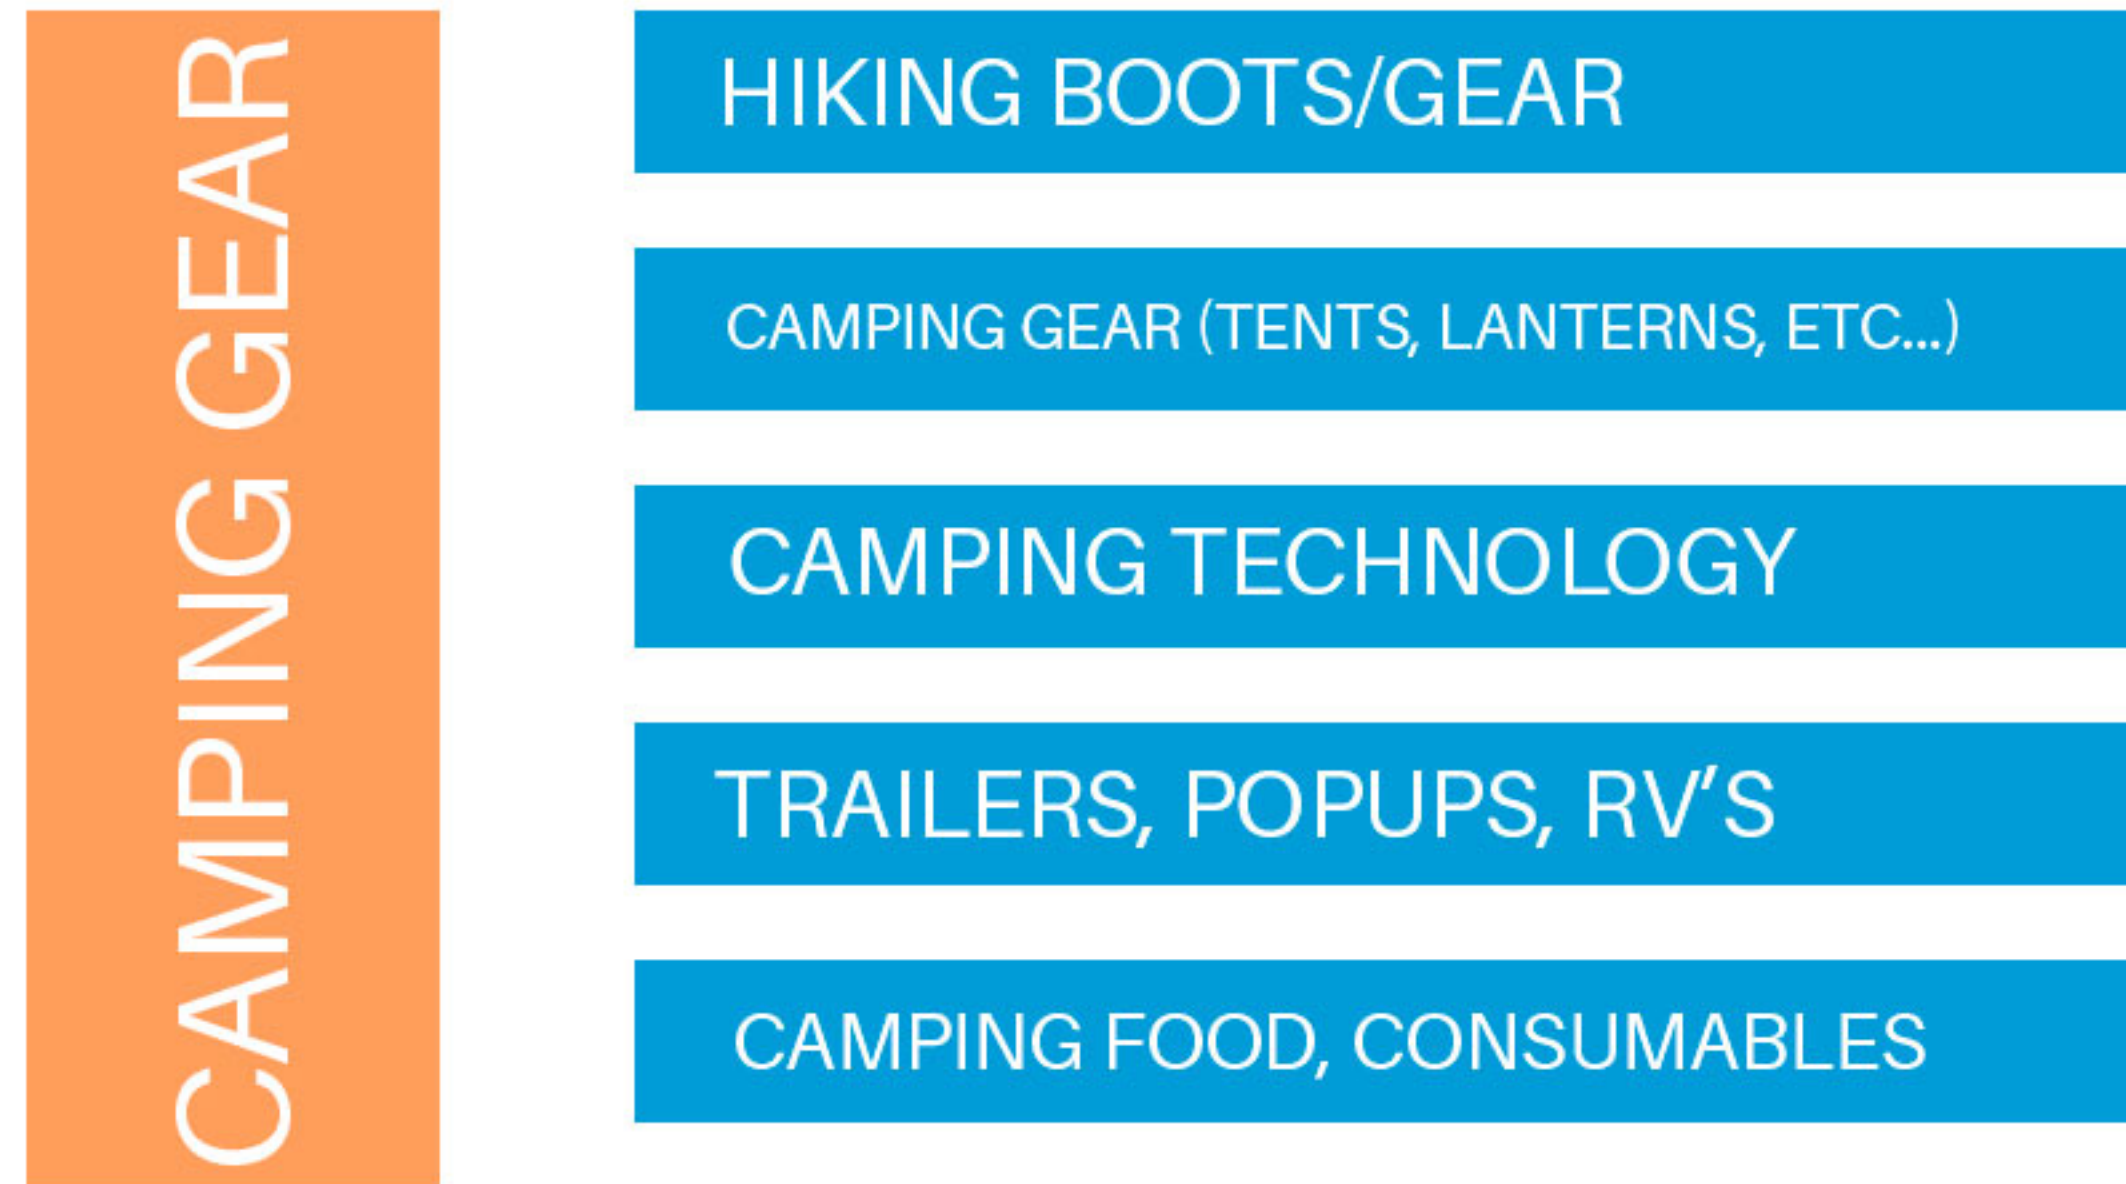 CAMPING GEAR
HIKING BOOTS/GEAR
CAMPING GEAR (TENTS, LANTERNS, ETC...)
CAMPING TECHNOLOGY
TRAILERS, POPUPS, RV’S
CAMPING FOOD, CONSUMABLES